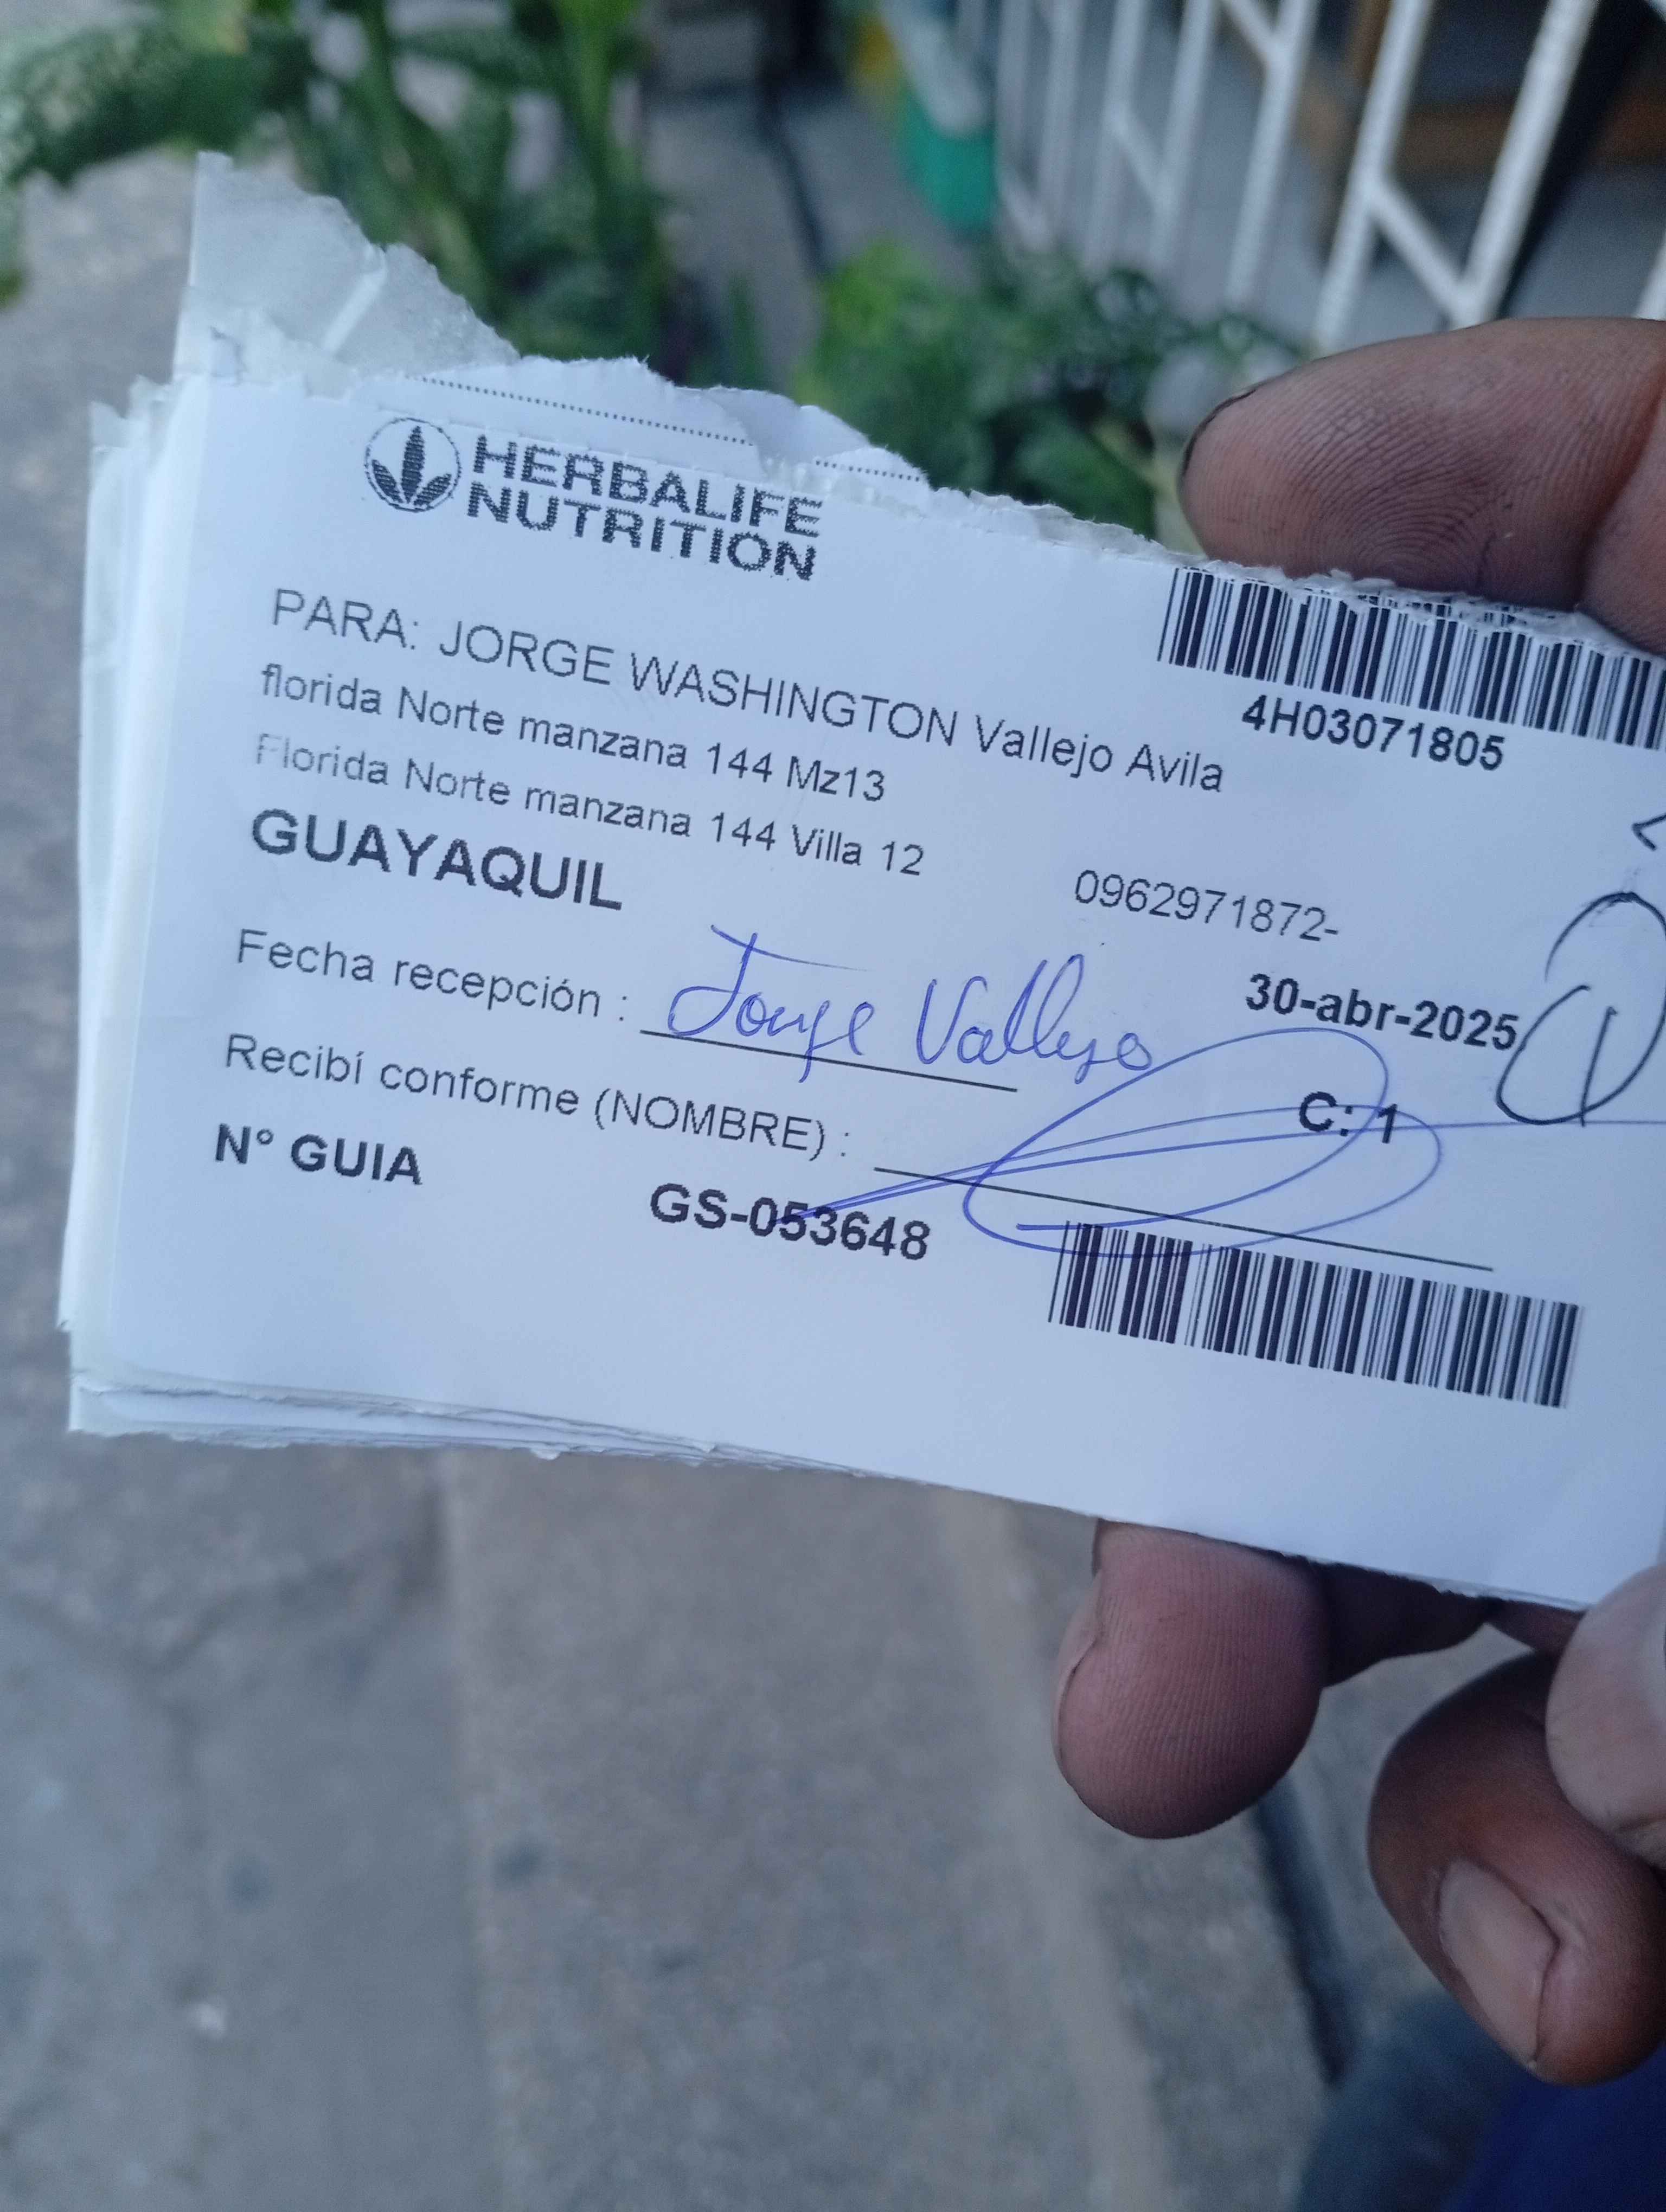 HERBALIFE
NUTRITION
4H03071805
PARA: JORGE WASHINGTON Vallejo Avila
florida Norte manzana 144 Mz13
Florida Norte manzana 144 Villa 12
GUAYAQUIL
0962971872-
Fecha recepción : Jorge Vallejo
30-abr-2025
Recibí conforme (NOMBRE) :
C: 1
N° GUIA
GS-053648